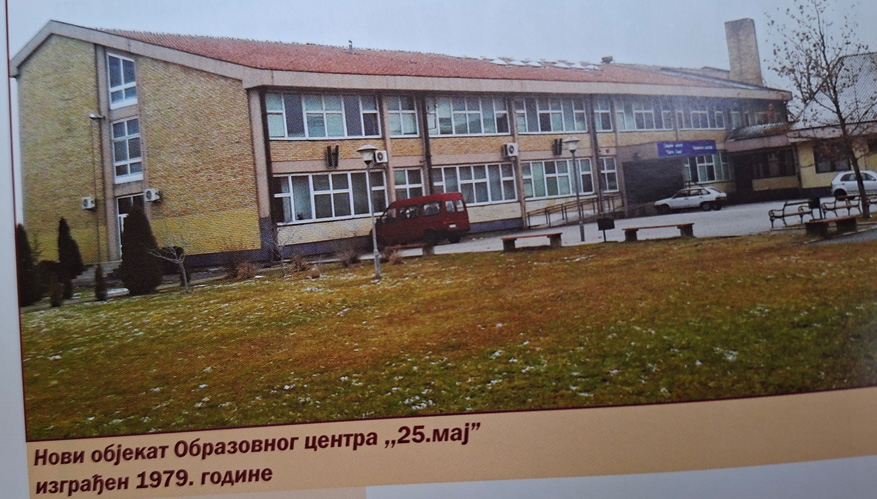 Нови објекат Образовног центра ,,25.мај”
изграђен 1979. године